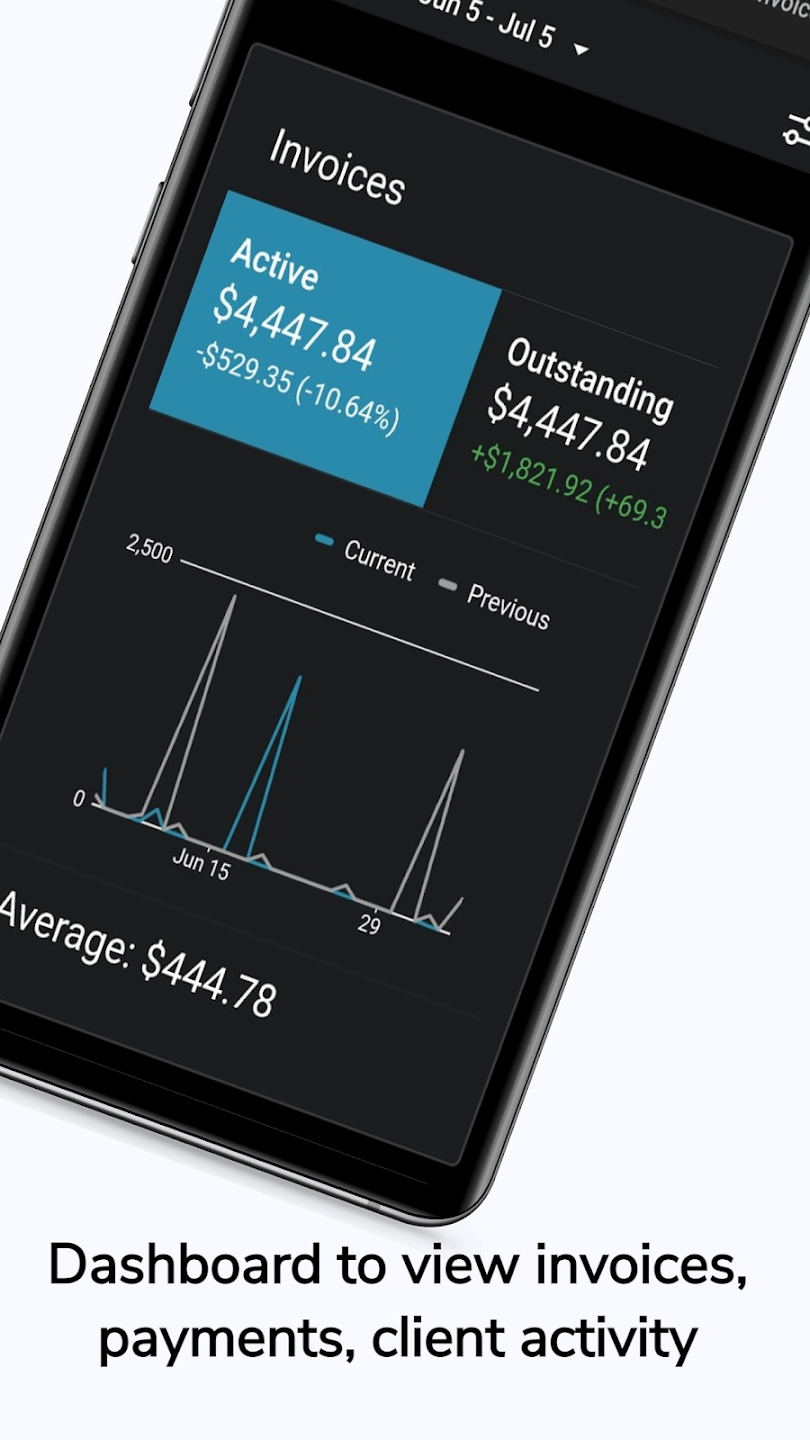 5 - Jul 5
Invoices
Active
$4,447.84
-$529.35 (-10.64%)
Outstanding
$4,447.84
+$1,821.92 (+69.3
Current
Previous
2,500
0
Jun 15
29
Average: $444.78
Dashboard to view invoices,
payments, client activity